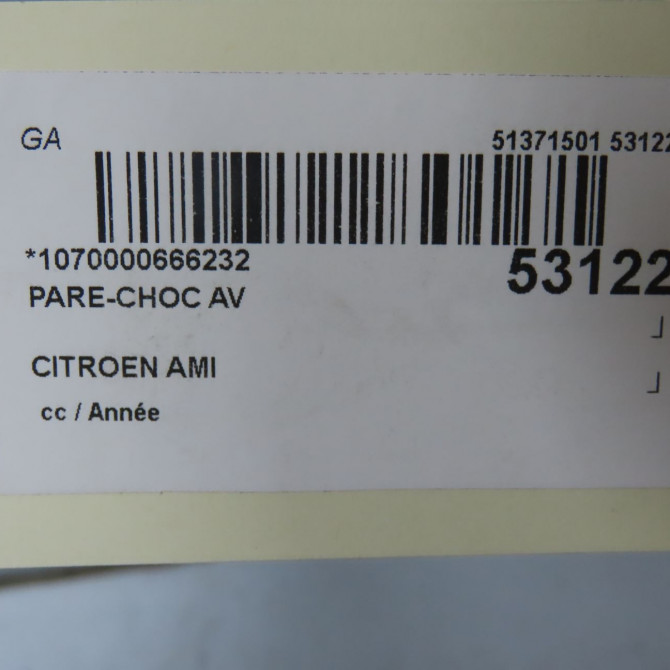 GA
51371501 53122
*1070000666232
53122
PARE-CHOC AV
CITROEN AMI
cc / Année